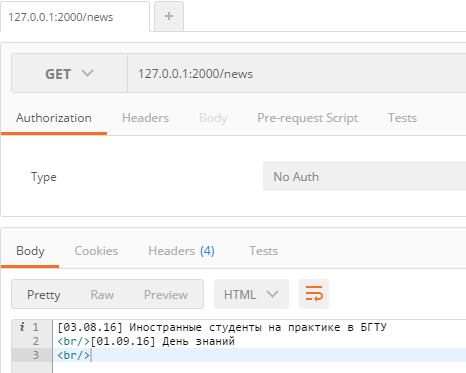 127.0.0.1:2000/news +
GET 127.0.0.1:2000/news
Authorization Headers Body Pre-request Script Tests
Type No Auth
Body Cookies Headers (4) Tests
Pretty Raw Preview HTML
i 1 [03.08.16] Иностранные студенты на практике в БГТУ
2 <br/>[01.09.16] День знаний
3 <br/>